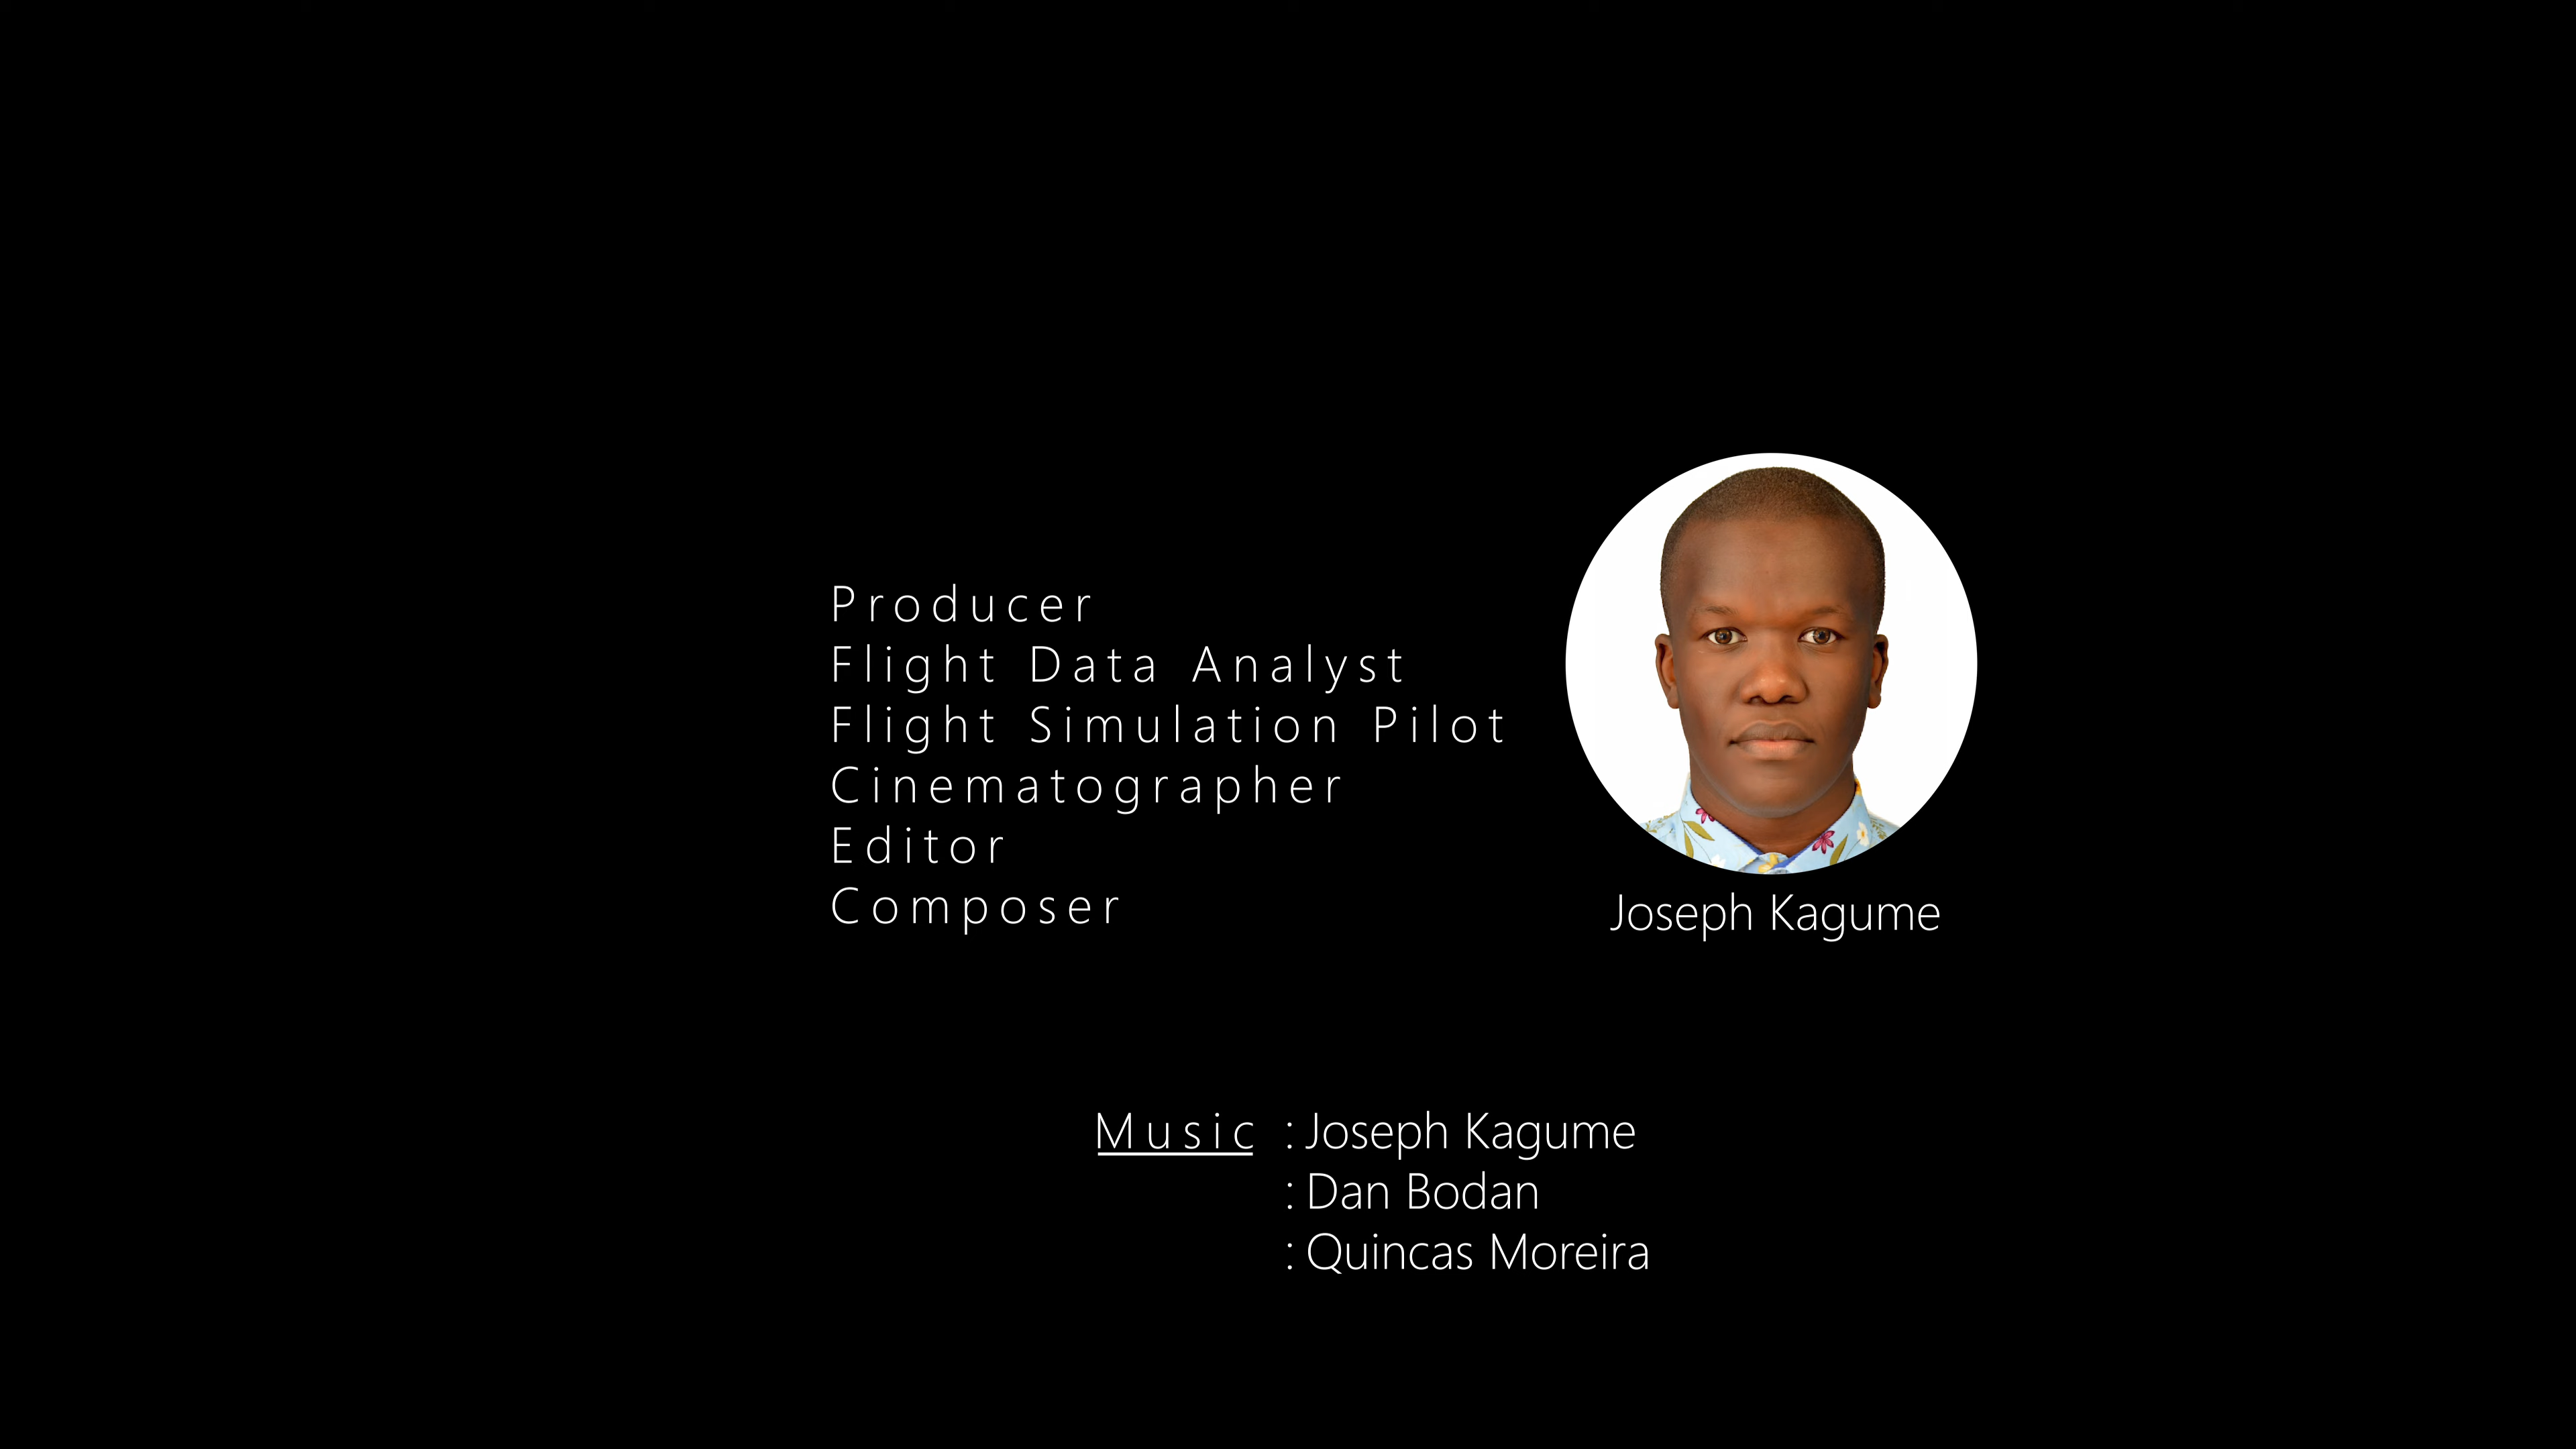 Producer
Flight Data Analyst
Flight Simulation Pilot
Cinematographer
Editor
Composer
Joseph Kagume
Music : Joseph Kagume
: Dan Bodan
: Quincas Moreira